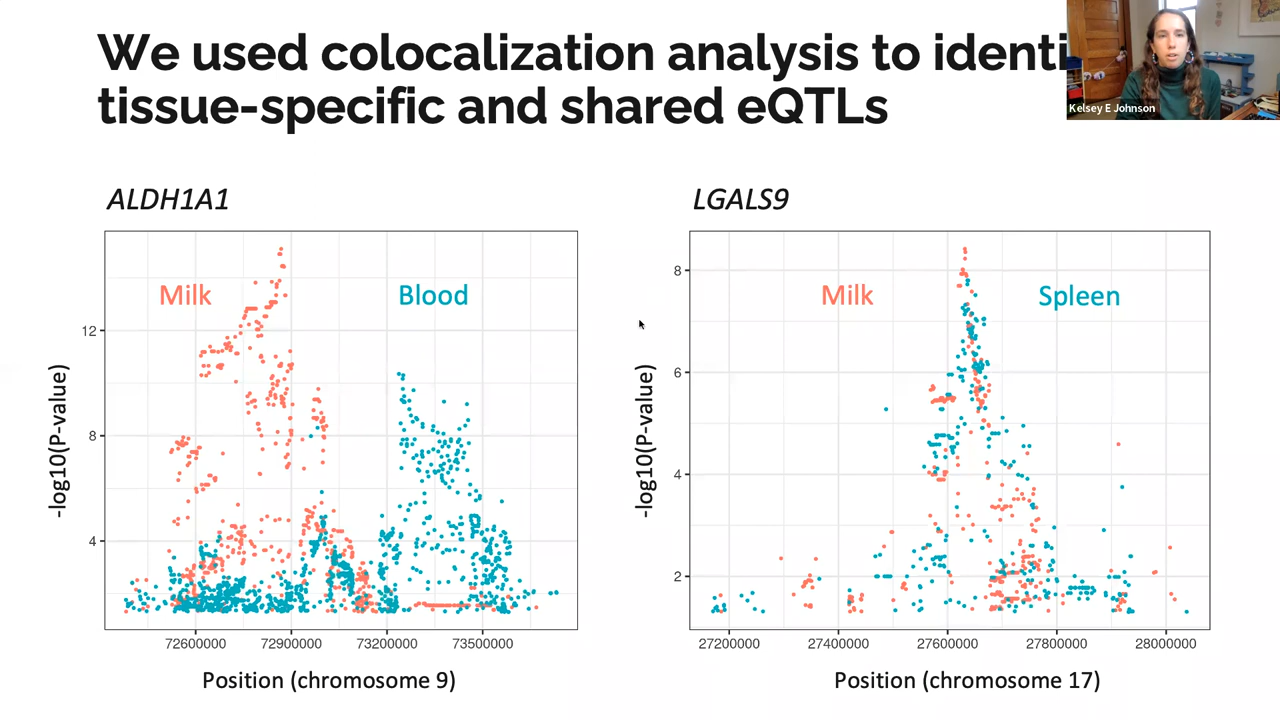 We used colocalization analysis to identi
tissue-specific and shared eQTLs
Kelsey E Johnson
ALDH1A1
Milk
Blood
12
8
4
-log10(P-value)
72600000
72900000
73200000
73500000
Position (chromosome 9)
LGALS9
Milk
Spleen
8
6
4
2
-log10(P-value)
27200000
27400000
27600000
27800000
28000000
Position (chromosome 17)